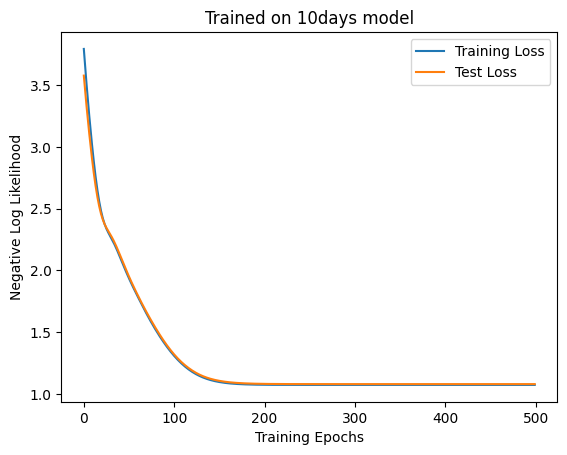 Trained on 10days model
Training Loss
Test Loss
Negative Log Likelihood
3.5
3.0
2.5
2.0
1.5
1.0
0 100 200 300 400 500
Training Epochs